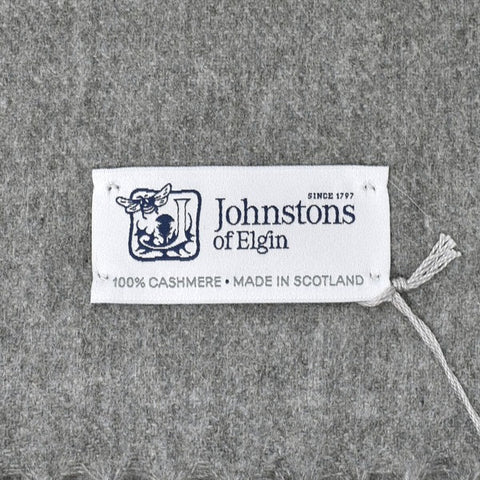 SINCE 1797
J
Johnstons
of Elgin
100% CASHMERE • MADE IN SCOTLAND